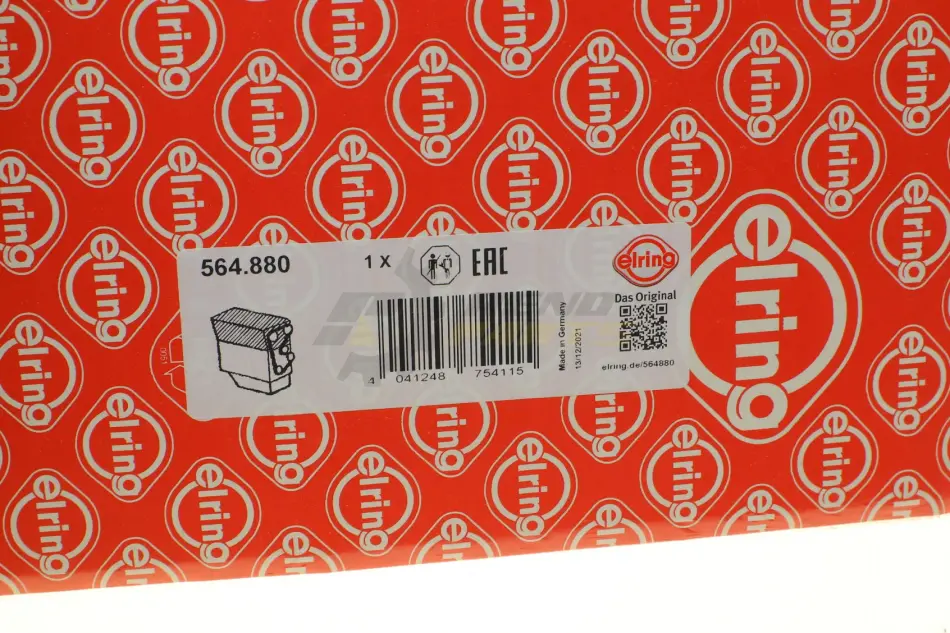 564.880
1 X
EAC
elring
Das Original
Made in Germany
13/12/2021
4 041248 754115
elring.de/564880
elring